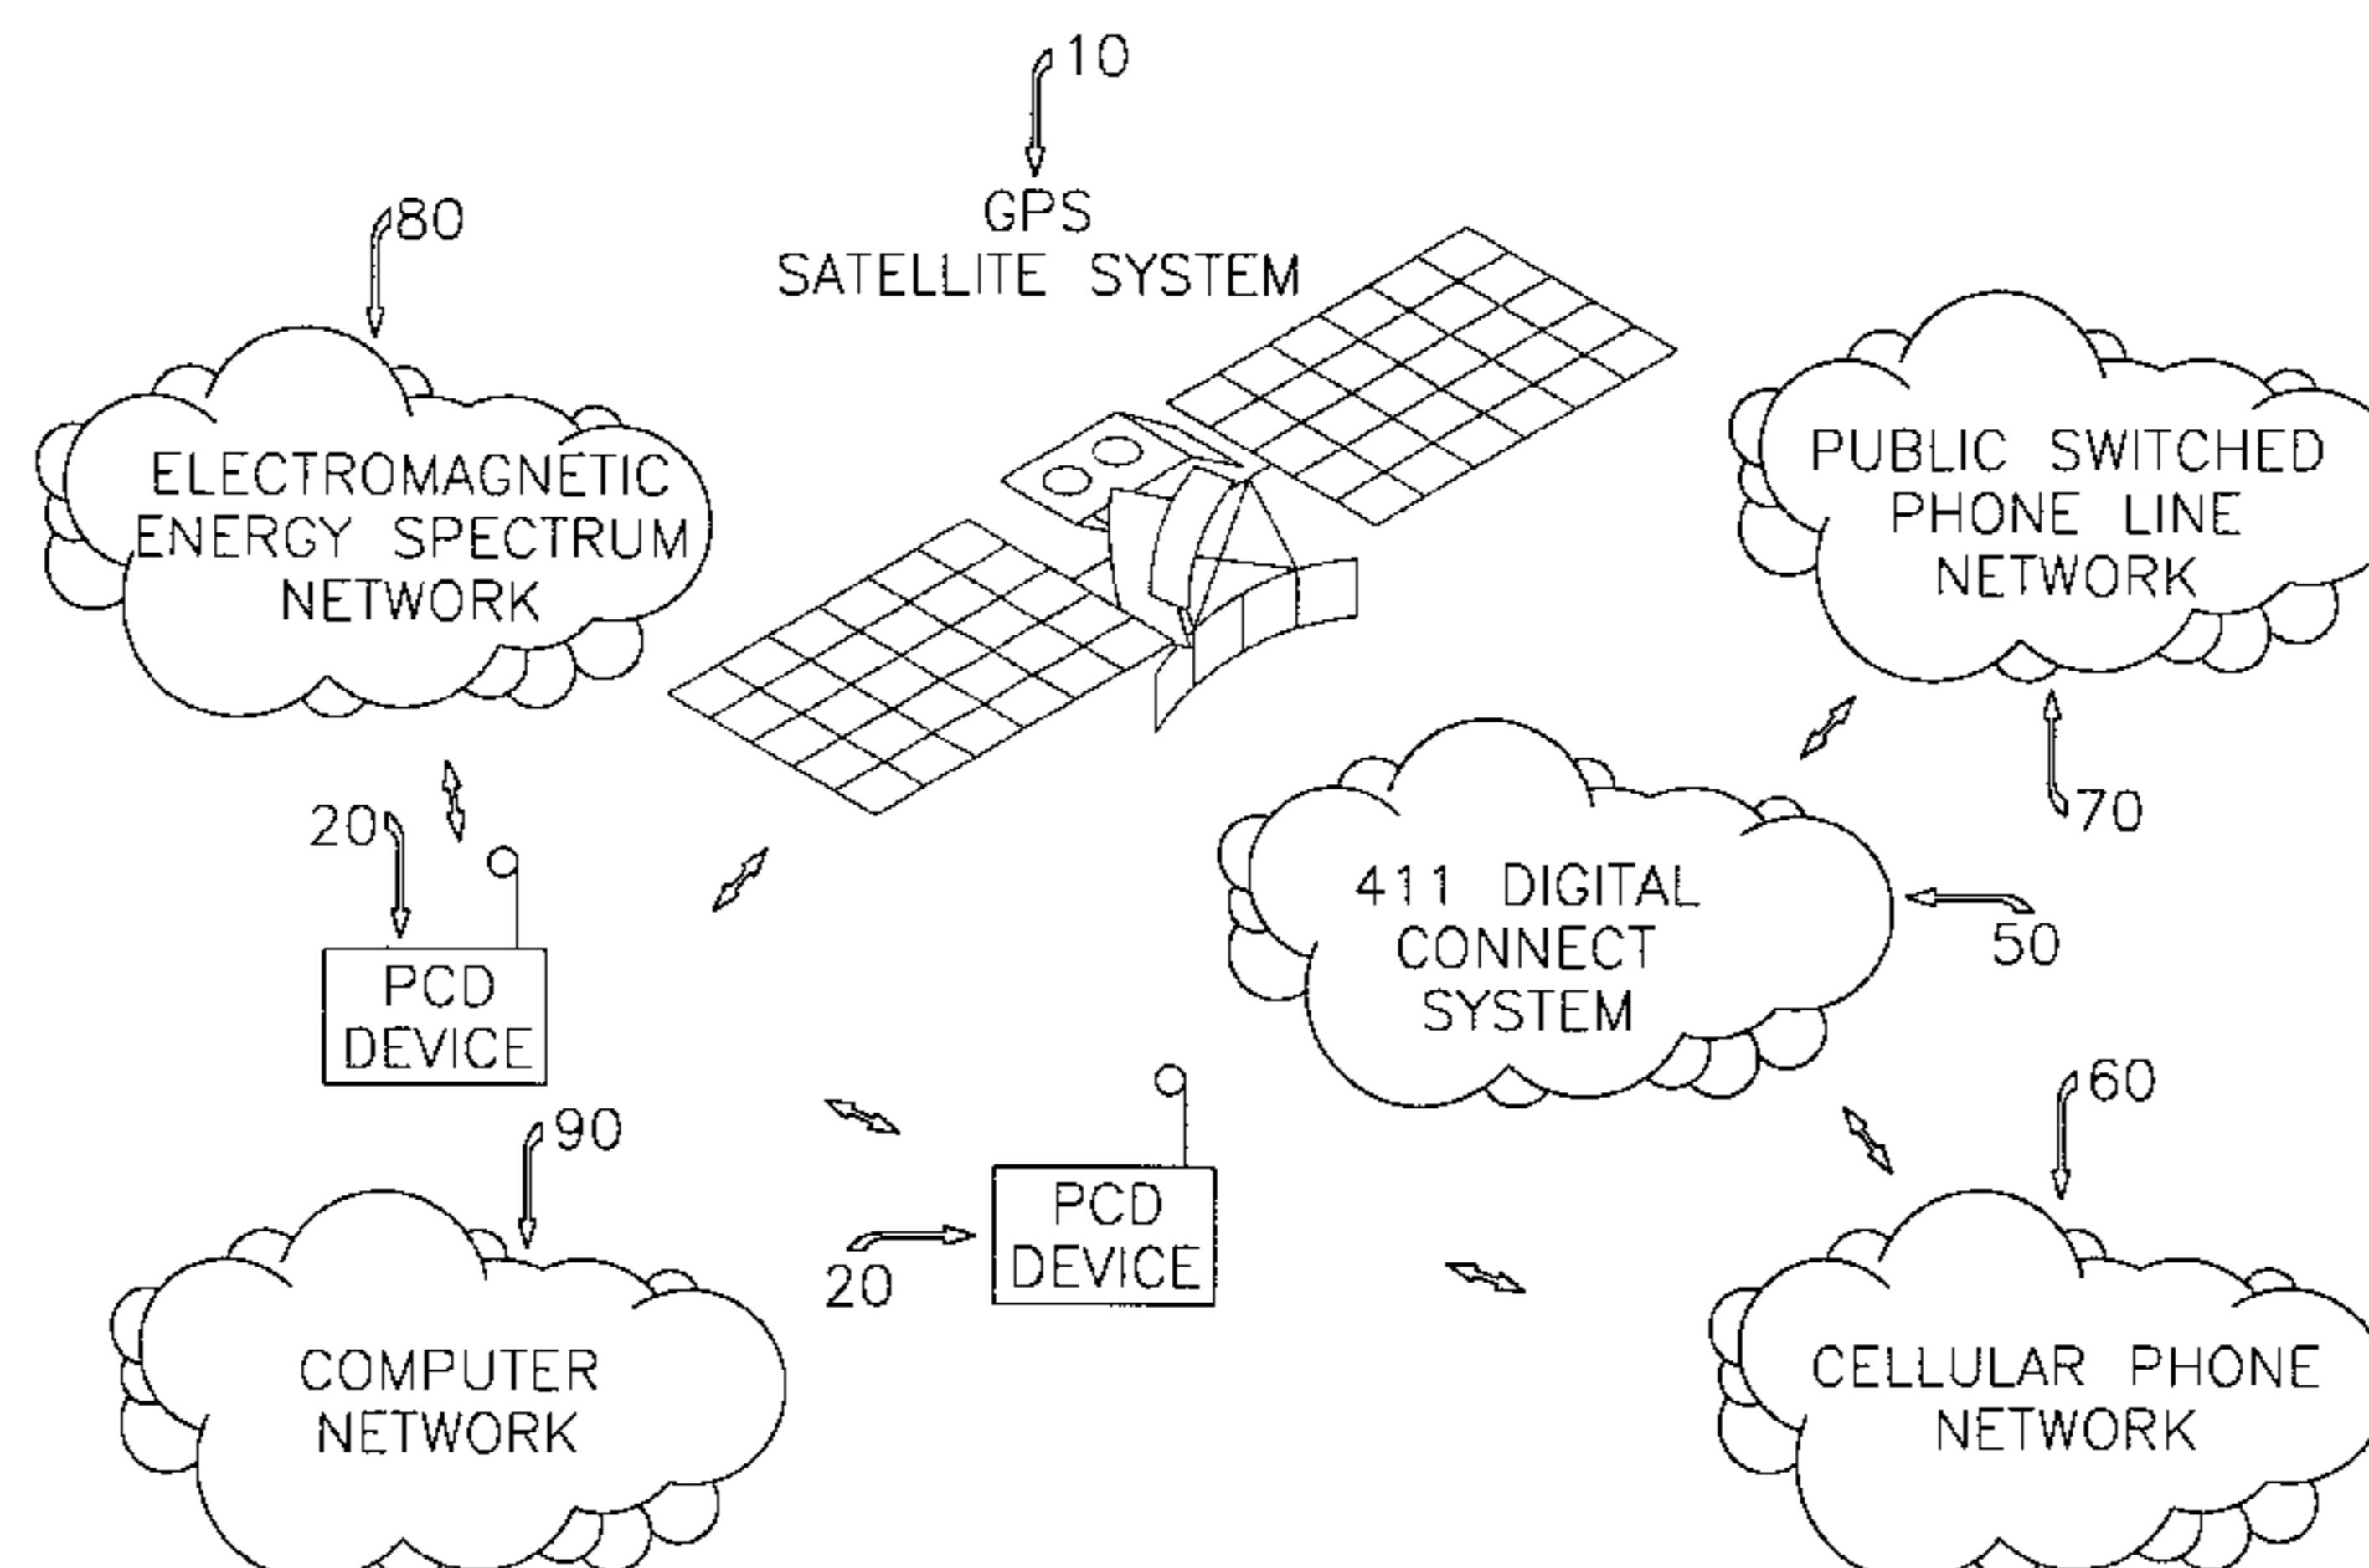 10
GPS
SATELLITE SYSTEM
80
ELECTROMAGNETIC
ENERGY SPECTRUM
NETWORK
PUBLIC SWITCHED
PHONE LINE
NETWORK
70
20
PCD
DEVICE
411 DIGITAL
CONNECT
SYSTEM
50
90
COMPUTER
NETWORK
20
PCD
DEVICE
60
CELLULAR PHONE
NETWORK